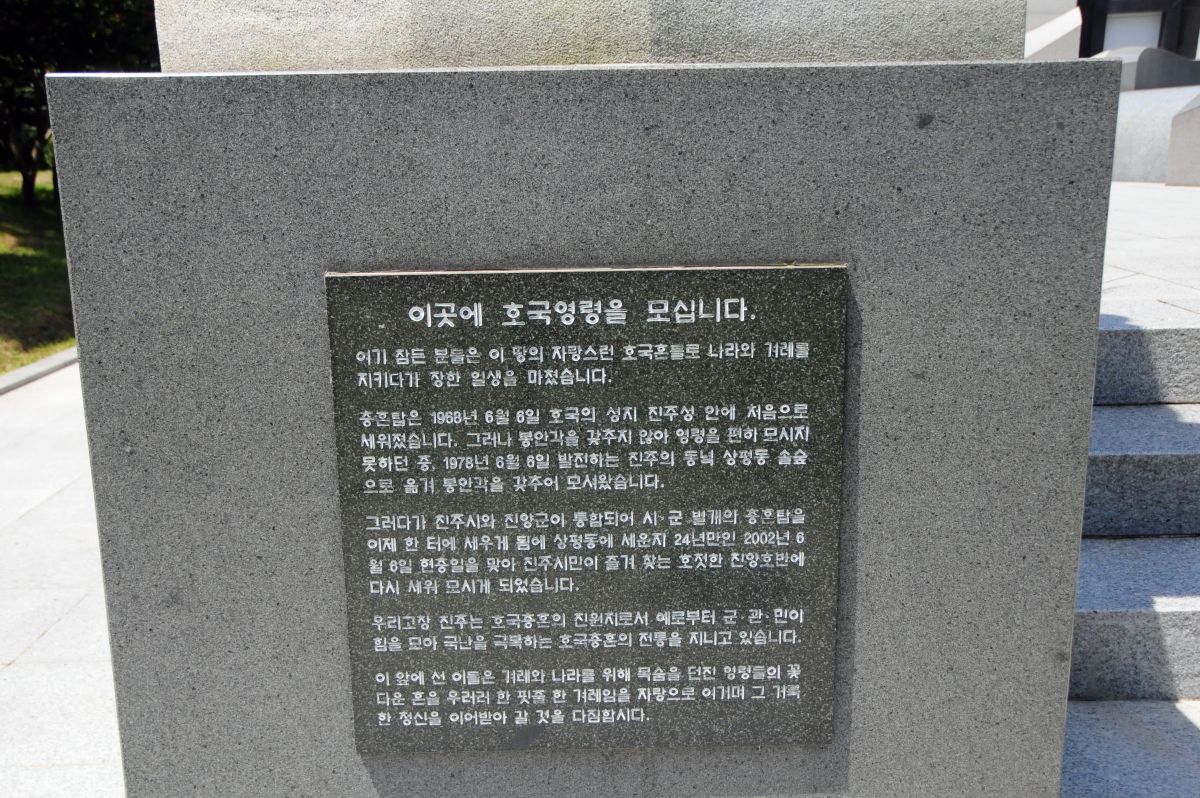 이곳에 호국영령을 모십니다.
여기 잠든 분들은 이 땅의 자랑스런 호국혼들로 나라와 겨레를
지키다가 장한 일생을 마쳤습니다.
충혼탑은 1968년 6월 6일 호국의 성지 진주성 안에 처음으로
세워졌습니다. 그러나 봉안각을 갖추지 않아 영령을 편히 모시지
못하던 중, 1978년 6월 6일 발전하는 진주의 동녘 상평동 솔숲
으로 옮겨 봉안각을 갖추어 모셔왔습니다.
그러다가 진주시와 진양군이 통합되어 시·군 별개의 충혼탑을
이제 한 터에 세우게 됨에 상평동에 세운지 24년만인 2002년 6
월 6일 현충일을 맞아 진주시민이 즐겨 찾는 호젓한 진양호반에
다시 세워 모시게 되었습니다.
우리고장 진주는 호국충혼의 진원지로서 예로부터 군·관·민이
힘을 모아 국난을 극복하는 호국충혼의 전통을 지니고 있습니다.
이 앞에 선 이들은 겨레와 나라를 위해 목숨을 던진 영령들의 꽃
다운 혼을 우러러 한 핏줄 한 겨레임을 자랑으로 여기며 그 거룩
한 정신을 이어받아 갈 것을 다짐합시다.